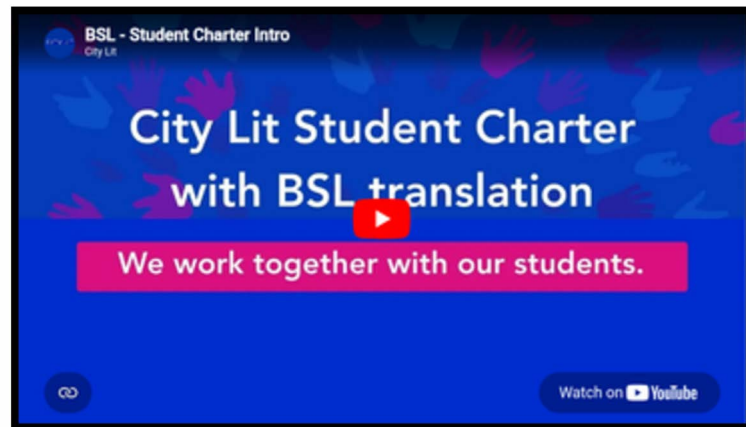 BSL - Student Charter Intro
City Lit
City Lit Student Charter
with BSL translation
We work together with our students.
Watch on YouTube